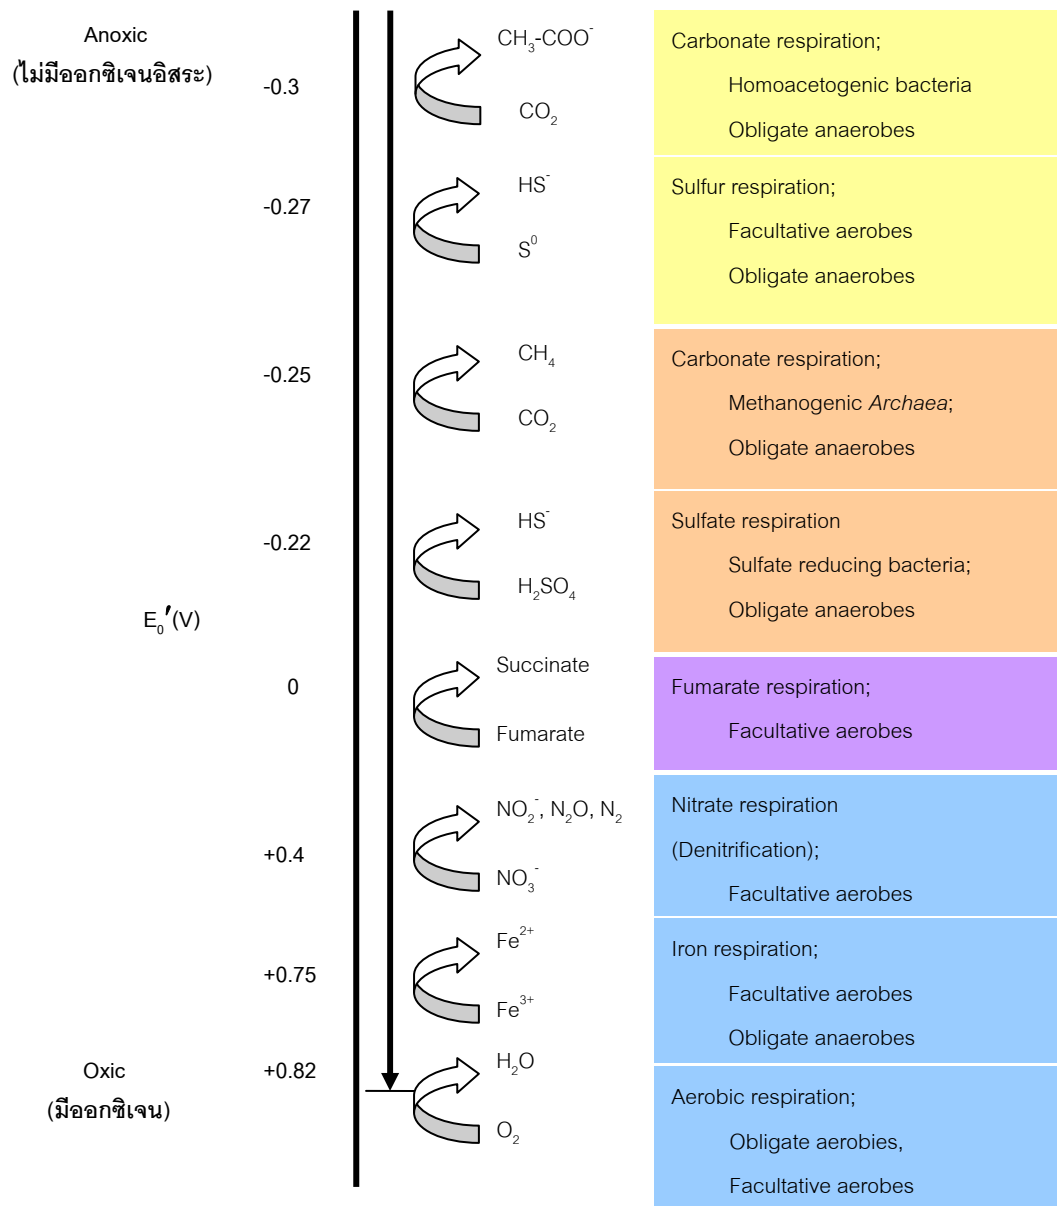 Anoxic
(ไม่มีออกซิเจนอิสระ)
-0.3
CH₃-COO⁻
CO₂
Carbonate respiration;
Homoacetogenic bacteria
Obligate anaerobes
-0.27
HS⁻
S⁰
Sulfur respiration;
Facultative aerobes
Obligate anaerobes
-0.25
CH₄
CO₂
Carbonate respiration;
Methanogenic Archaea;
Obligate anaerobes
-0.22
HS⁻
H₂SO₄
Sulfate respiration
Sulfate reducing bacteria;
Obligate anaerobes
E₀′(V)
0
Succinate
Fumarate
Fumarate respiration;
Facultative aerobes
+0.4
NO₂⁻, N₂O, N₂
NO₃⁻
Nitrate respiration
(Denitrification);
Facultative aerobes
+0.75
Fe²⁺
Fe³⁺
Iron respiration;
Facultative aerobes
Obligate anaerobes
Oxic
(มีออกซิเจน)
+0.82
H₂O
O₂
Aerobic respiration;
Obligate aerobies,
Facultative aerobes